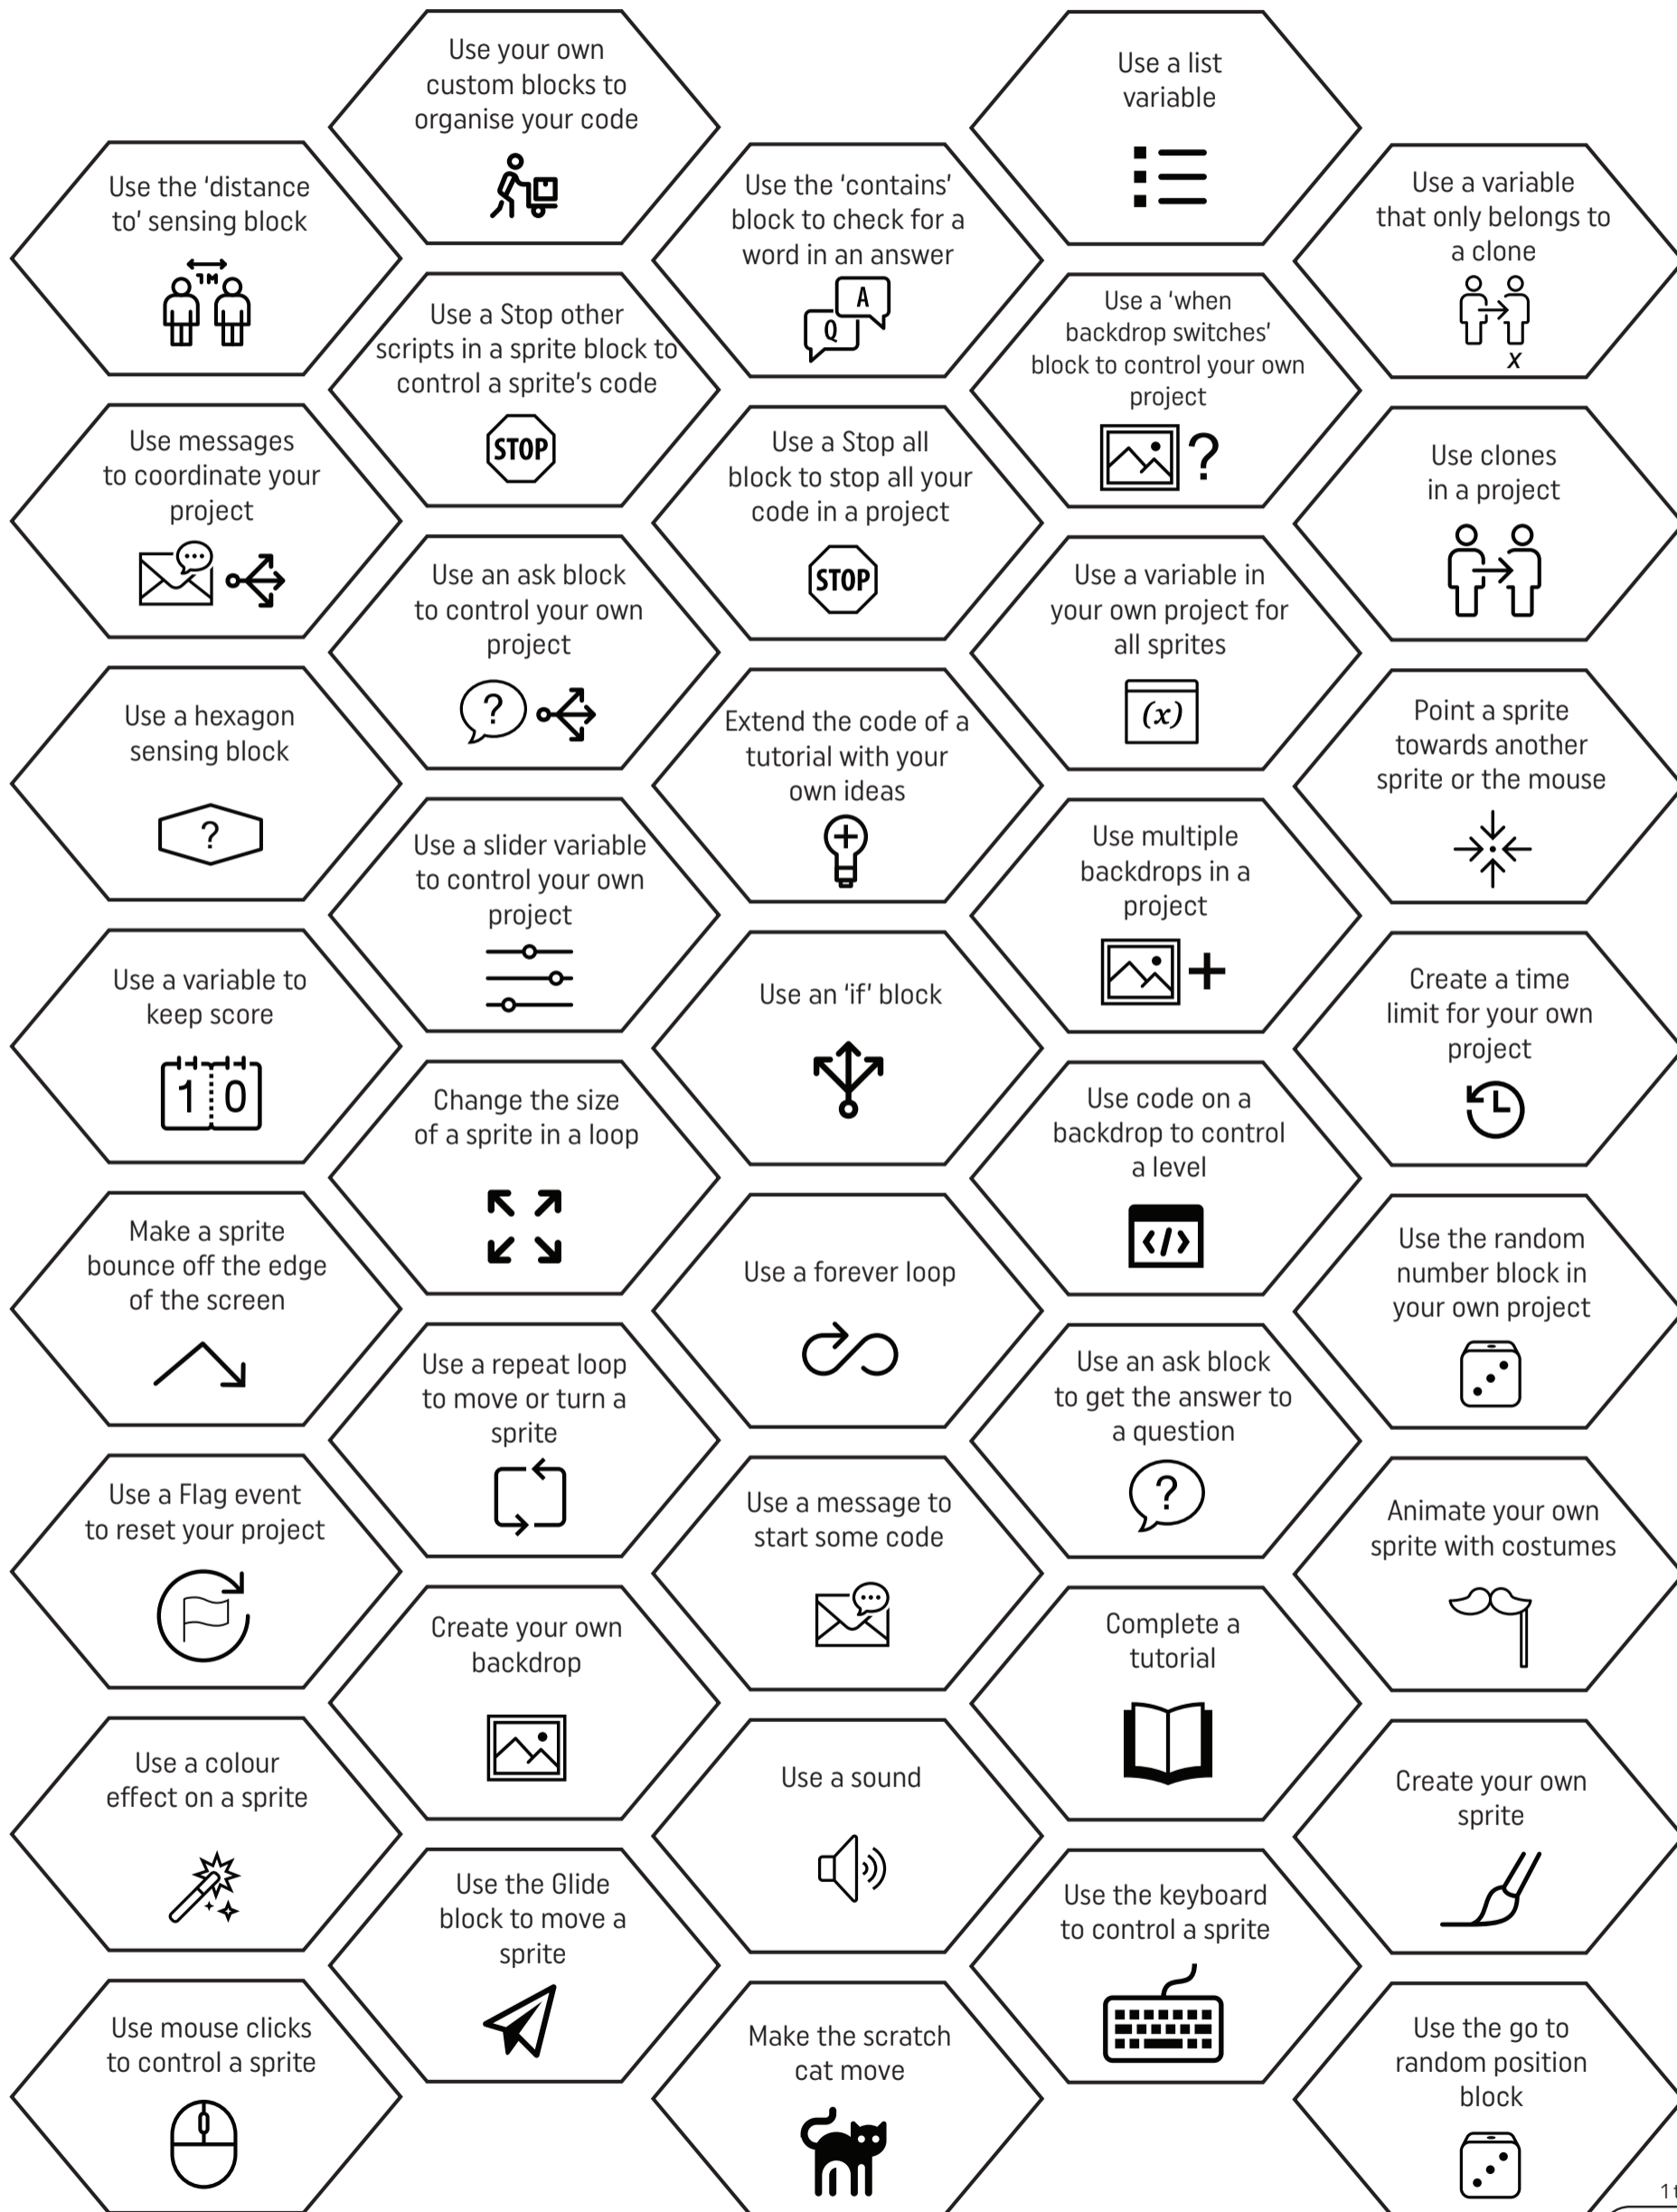 Use your own
custom blocks to
organise your code
Use a list
variable
Use the 'distance
to' sensing block
1M
Use the 'contains'
block to check for a
word in an answer
A
Q
Use a variable
that only belongs to
a clone
x
Use a Stop other
scripts in a sprite block to
control a sprite's code
STOP
Use a 'when
backdrop switches'
block to control your own
project
?
Use messages
to coordinate your
project
Use a Stop all
block to stop all your
code in a project
STOP
Use clones
in a project
Use an ask block
to control your own
project
?
Use a variable in
your own project for
all sprites
(x)
Use a hexagon
sensing block
?
Extend the code of a
tutorial with your
own ideas
Point a sprite
towards another
sprite or the mouse
Use a slider variable
to control your own
project
Use multiple
backdrops in a
project
Use a variable to
keep score
1 0
Use an 'if' block
Create a time
limit for your own
project
Change the size
of a sprite in a loop
Use code on a
backdrop to control
a level
</>
Make a sprite
bounce off the edge
of the screen
Use a forever loop
Use the random
number block in
your own project
Use a repeat loop
to move or turn a
sprite
Use an ask block
to get the answer to
a question
?
Use a Flag event
to reset your project
Use a message to
start some code
Animate your own
sprite with costumes
Create your own
backdrop
Complete a
tutorial
Use a colour
effect on a sprite
Use a sound
Create your own
sprite
Use the Glide
block to move a
sprite
Use the keyboard
to control a sprite
Use mouse clicks
to control a sprite
Make the scratch
cat move
Use the go to
random position
block